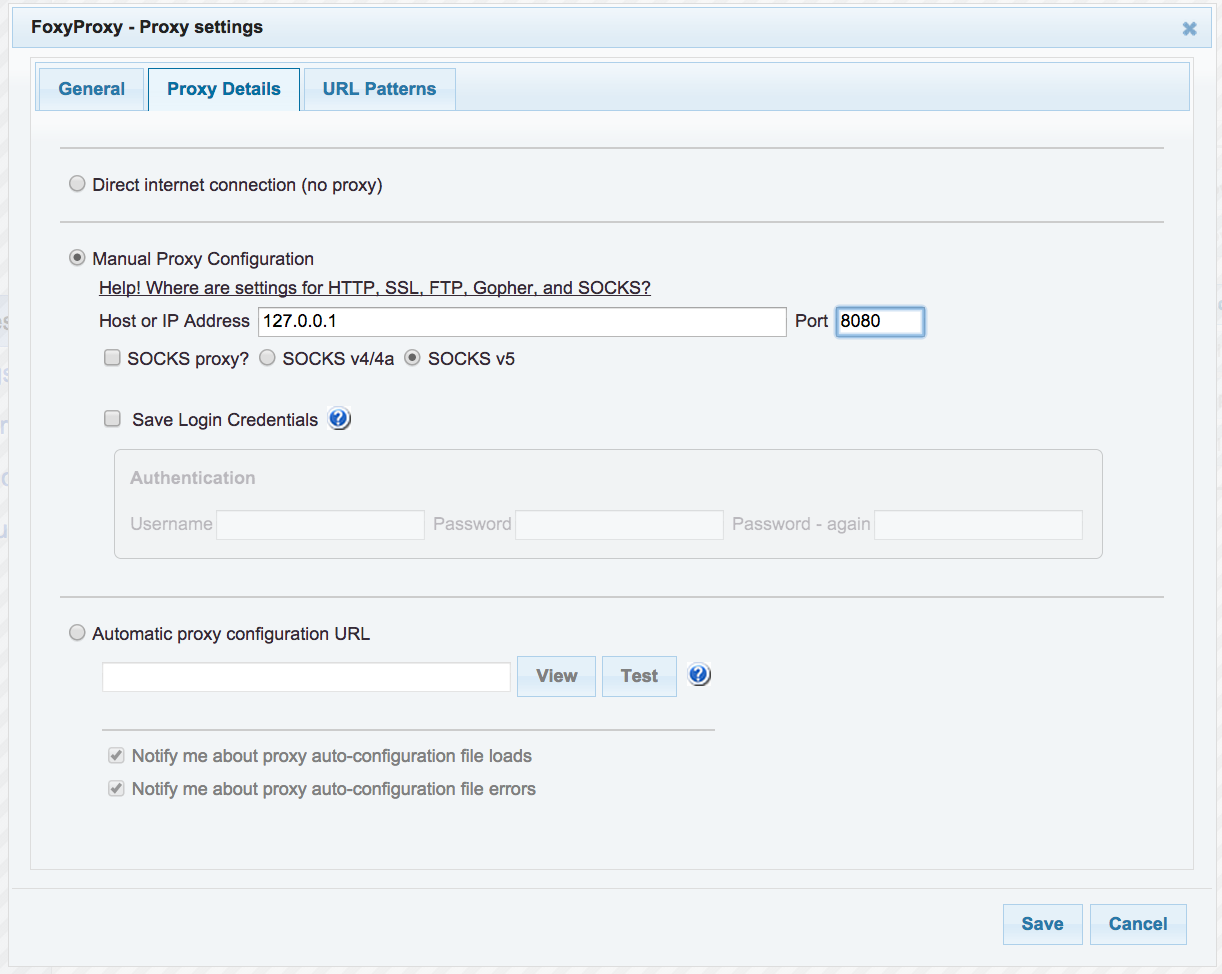 FoxyProxy - Proxy settings
General Proxy Details URL Patterns
Direct internet connection (no proxy)
Manual Proxy Configuration
Help! Where are settings for HTTP, SSL, FTP, Gopher, and SOCKS?
Host or IP Address 127.0.0.1 Port 8080
SOCKS proxy? SOCKS v4/4a SOCKS v5
Save Login Credentials ?
Authentication
Username Password Password - again
Automatic proxy configuration URL
View Test ?
Notify me about proxy auto-configuration file loads
Notify me about proxy auto-configuration file errors
Save Cancel